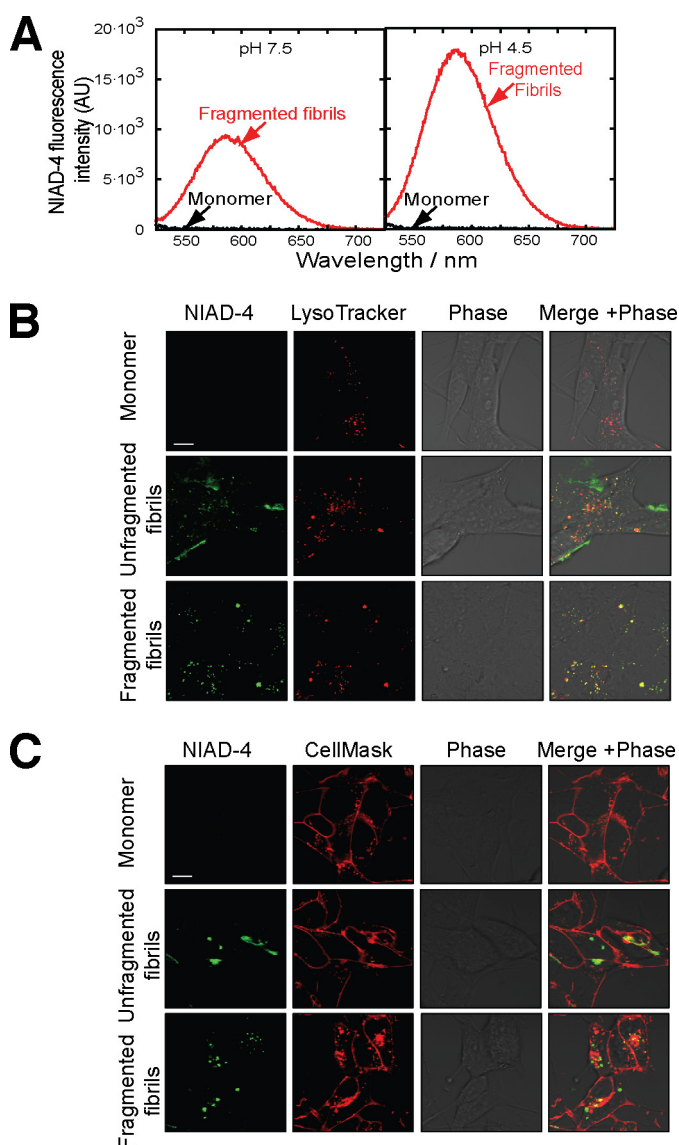 A
NIAD-4 fluorescence
intensity (AU)
20·10³
15·10³
10·10³
5·10³
0
pH 7.5
Fragmented fibrils
Monomer
pH 4.5
Fragmented
Fibrils
Monomer
550 600 650 700 550 600 650 700
Wavelength / nm
B
NIAD-4 LysoTracker Phase Merge +Phase
Monomer
Unfragmented
fibrils
Fragmented
fibrils
C
NIAD-4 CellMask Phase Merge +Phase
Monomer
Unfragmented
fibrils
Fragmented
fibrils